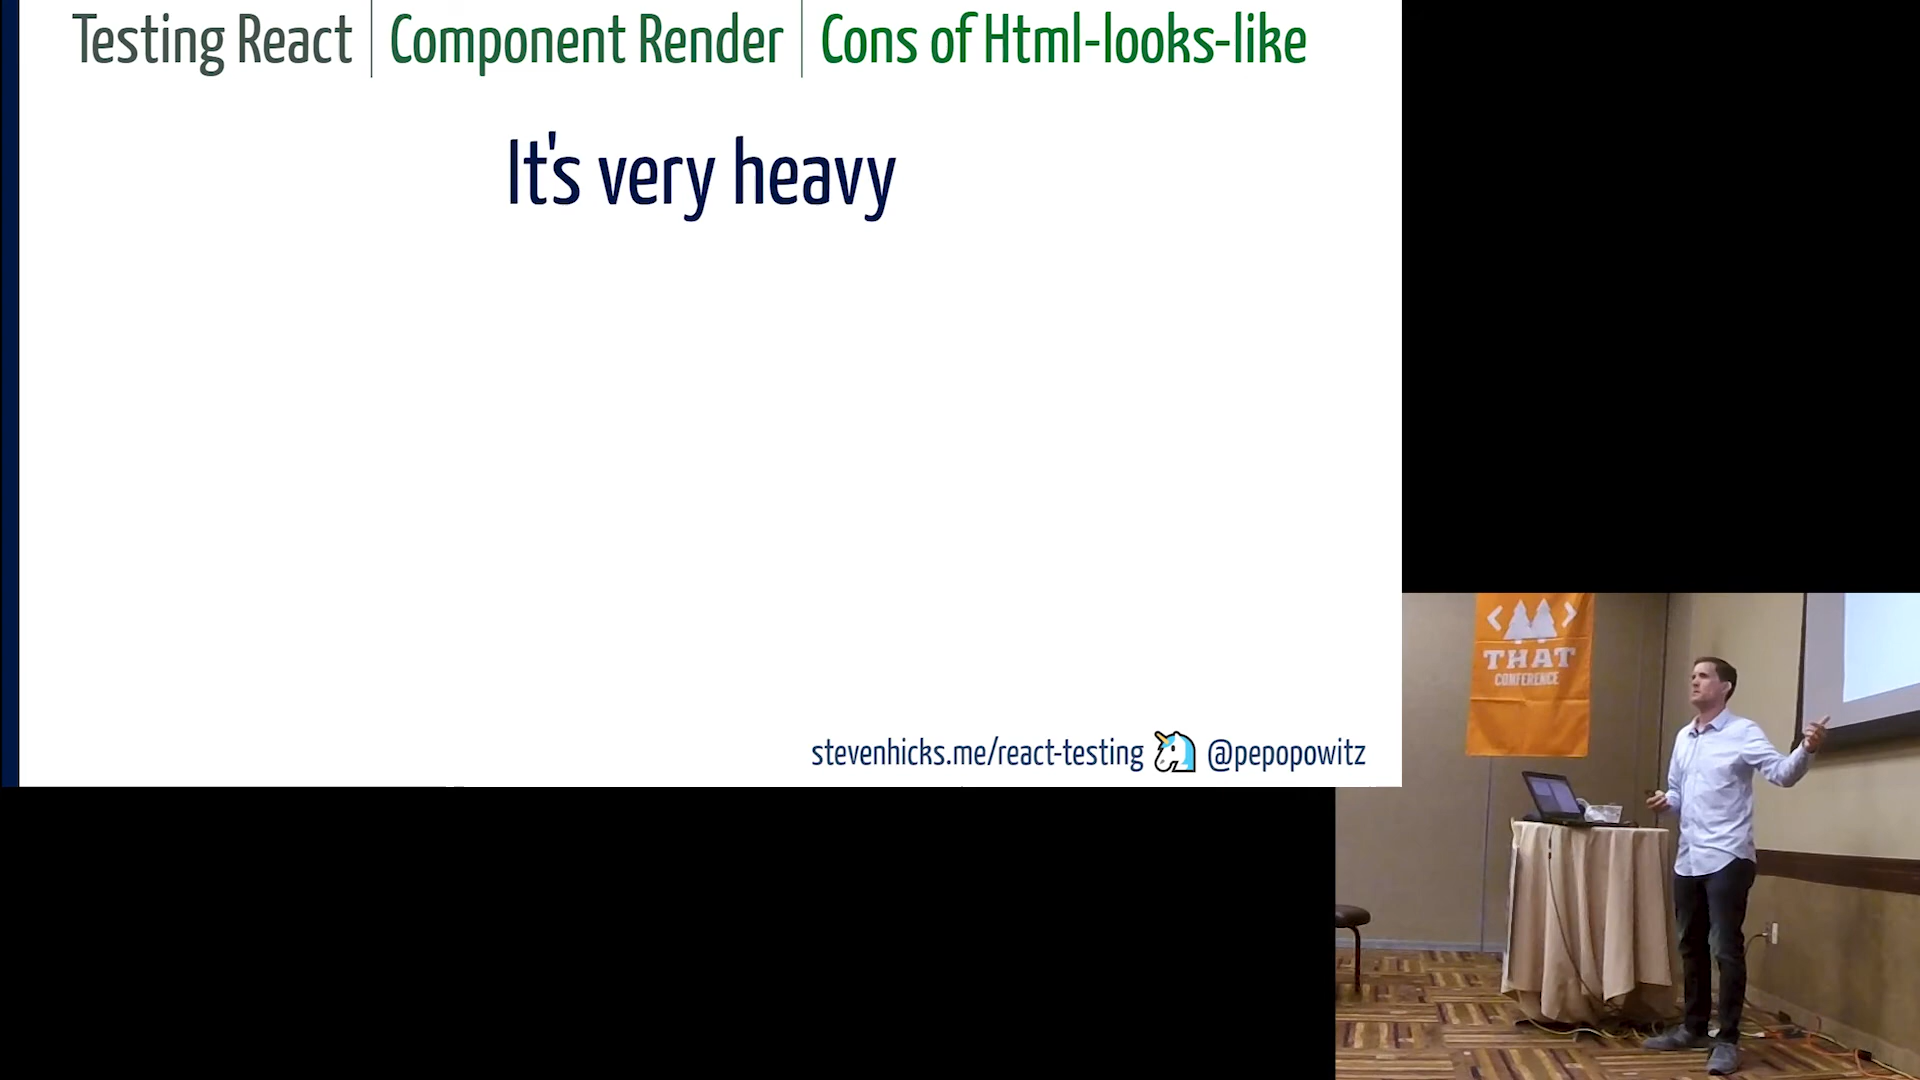 Testing React | Component Render | Cons of Html-looks-like
It's very heavy
stevenhicks.me/react-testing @pepopowitz
< >
THAT
CONFERENCE